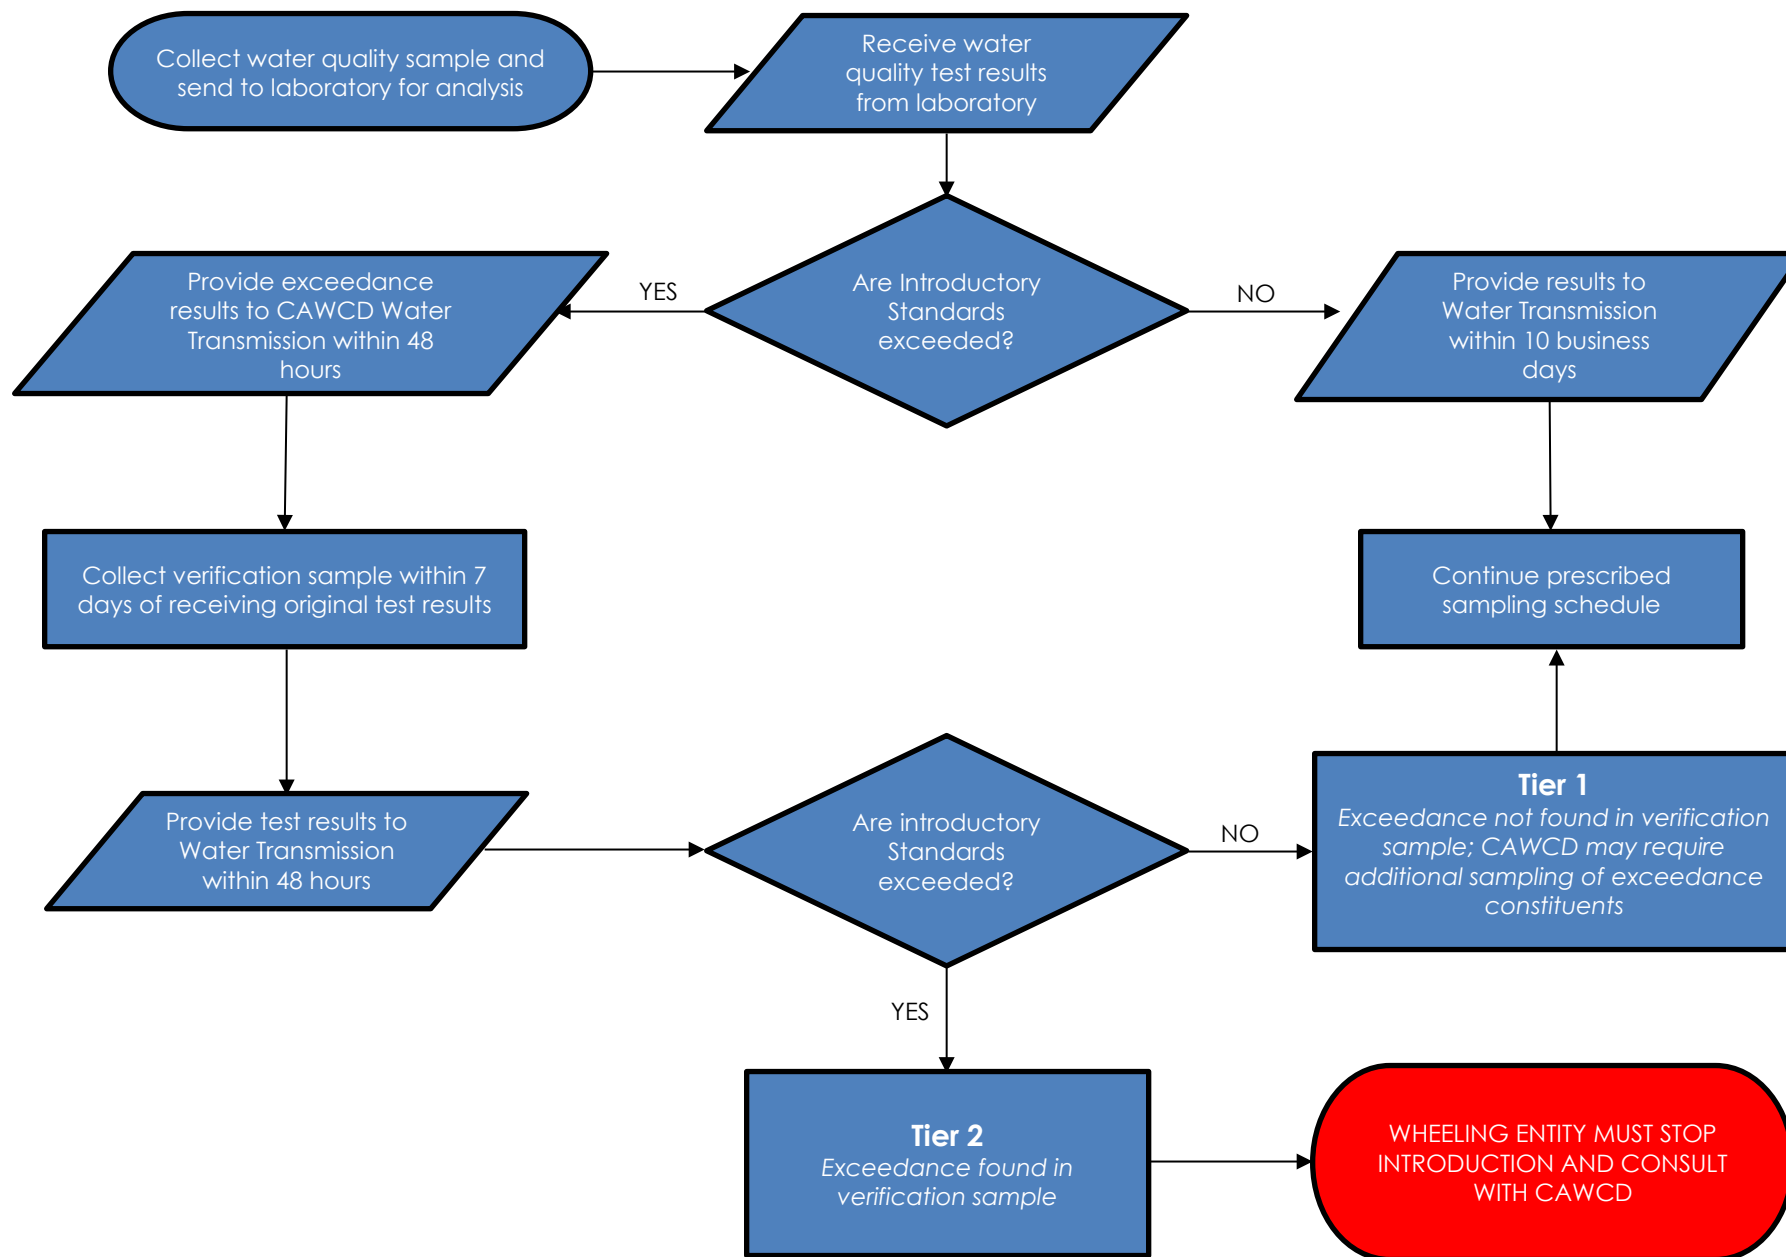 Collect water quality sample and
send to laboratory for analysis
Receive water
quality test results
from laboratory
Are Introductory
Standards
exceeded?
YES
NO
Provide exceedance
results to CAWCD Water
Transmission within 48
hours
Provide results to
Water Transmission
within 10 business
days
Collect verification sample within 7
days of receiving original test results
Continue prescribed
sampling schedule
Provide test results to
Water Transmission
within 48 hours
Are introductory
Standards
exceeded?
NO
YES
Tier 1
Exceedance not found in verification
sample; CAWCD may require
additional sampling of exceedance
constituents
Tier 2
Exceedance found in
verification sample
WHEELING ENTITY MUST STOP
INTRODUCTION AND CONSULT
WITH CAWCD